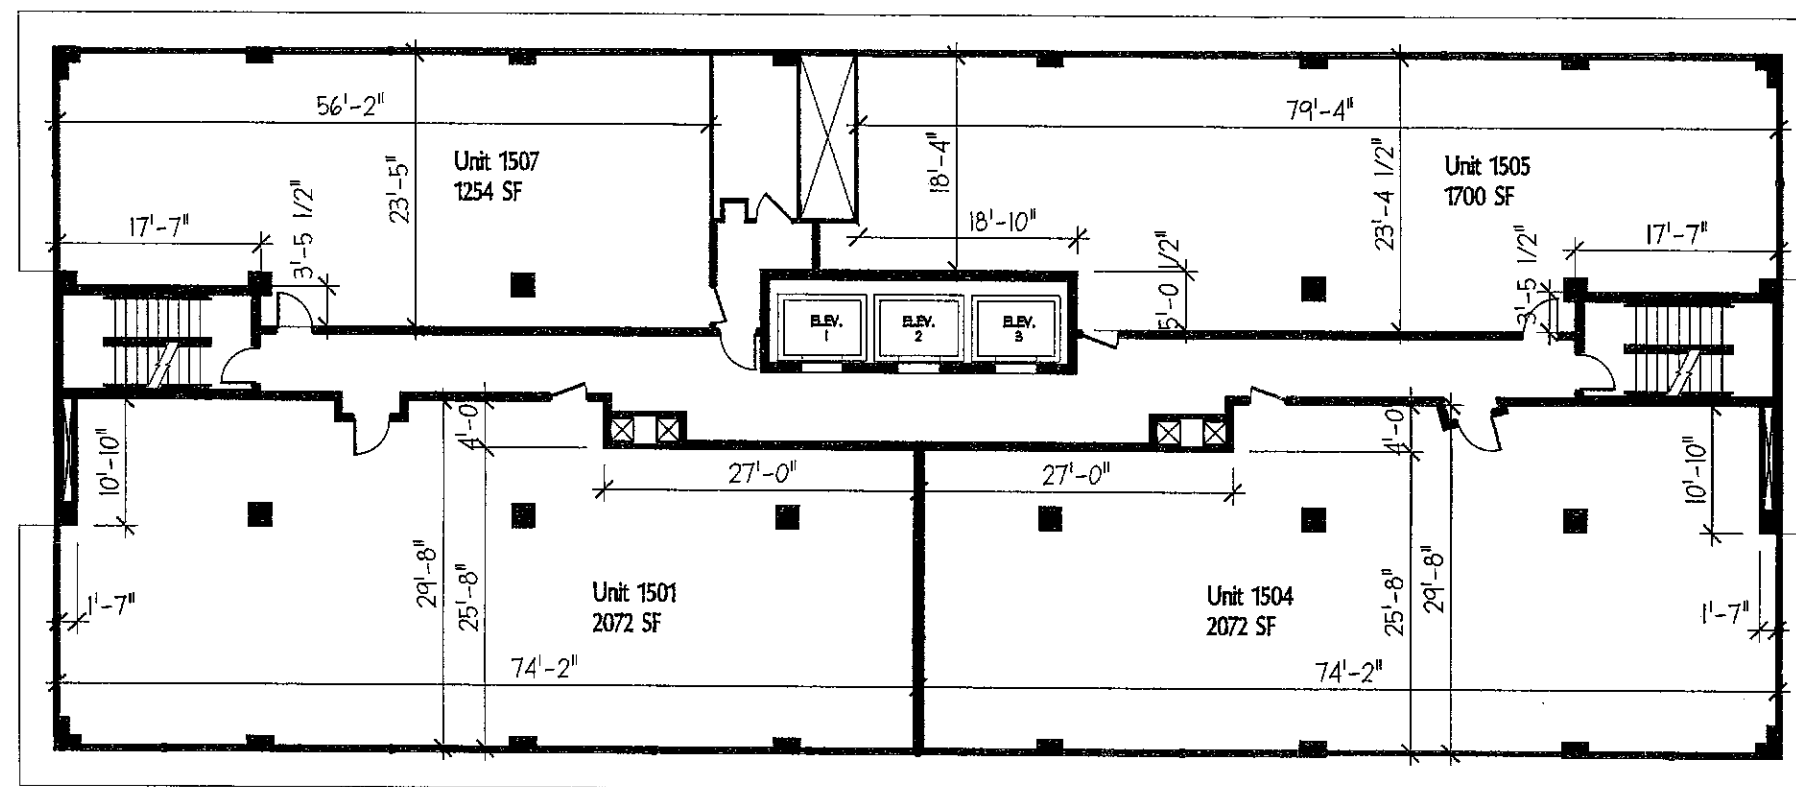 56'-2"
79'-4"
Unit 1507
1254 SF
23'-5"
18'-4"
Unit 1505
1700 SF
23'-4 1/2"
17'-7"
3'-5 1/2"
18'-10"
5'-0 1/2"
3'-5 1/2"
17'-7"
ELEV.
1
ELEV.
2
ELEV.
3
10'-10"
4'-0
27'-0"
27'-0"
4'-0
10'-10"
29'-8"
25'-8"
Unit 1501
2072 SF
Unit 1504
2072 SF
25'-8"
29'-8"
1'-7"
1'-7"
74'-2"
74'-2"